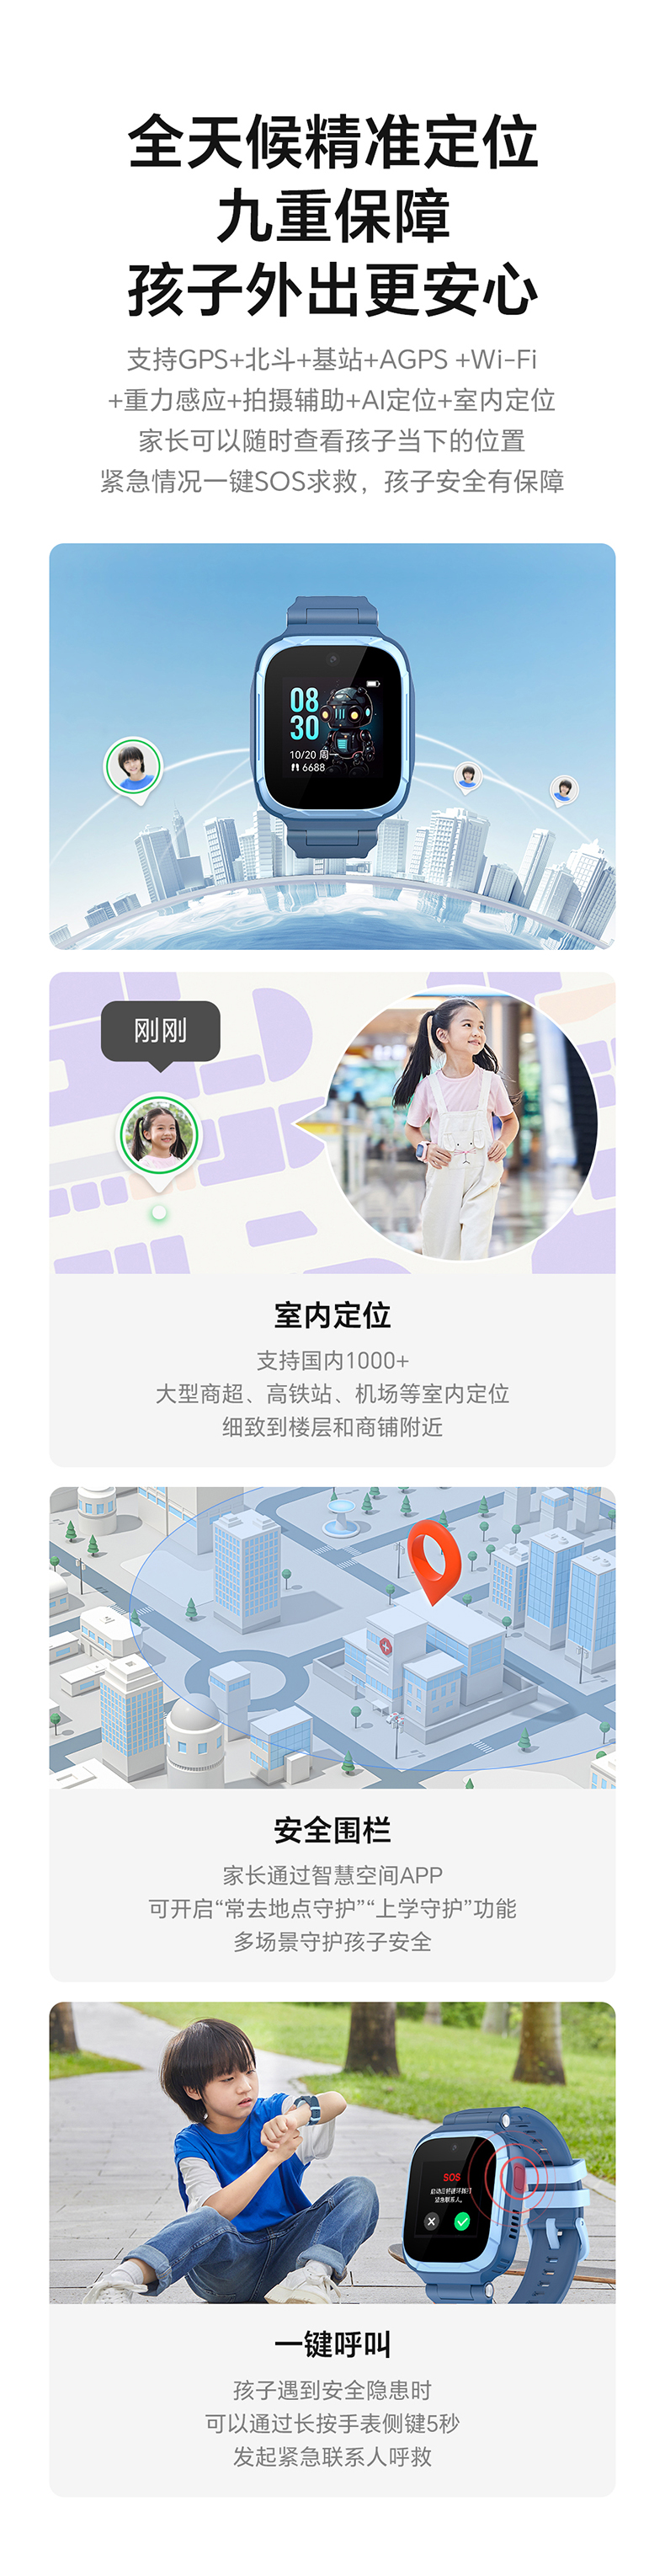 全天候精准定位
九重保障
孩子外出更安心
支持GPS+北斗+基站+AGPS +Wi-Fi
+重力感应+拍摄辅助+AI定位+室内定位
家长可以随时查看孩子当下的位置
紧急情况一键SOS求救，孩子安全有保障
08
30
10/20 周一
6688
刚刚
室内定位
支持国内1000+
大型商超、高铁站、机场等室内定位
细致到楼层和商铺附近
安全围栏
家长通过智慧空间APP
可开启“常去地点守护”“上学守护”功能
多场景守护孩子安全
SOS
紧急联系人。
一键呼叫
孩子遇到安全隐患时
可以通过长按手表侧键5秒
发起紧急联系人呼救